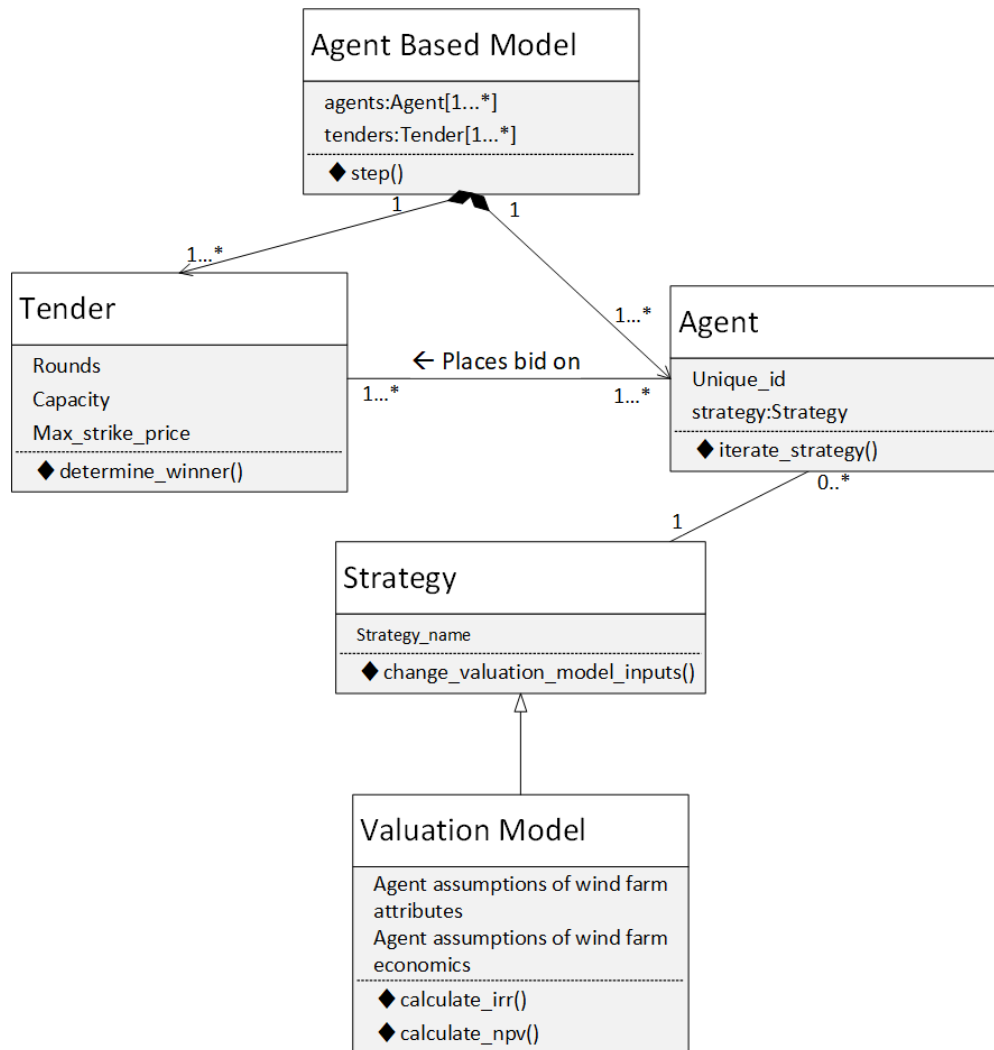 Agent Based Model
agents:Agent[1...*]
tenders:Tender[1...*]
◆ step()
1
1
1...*
1...*
Tender
Rounds
Capacity
Max_strike_price
◆ determine_winner()
← Places bid on
1...*
1...*
Agent
Unique_id
strategy:Strategy
◆ iterate_strategy()
0..*
1
Strategy
Strategy_name
◆ change_valuation_model_inputs()
Valuation Model
Agent assumptions of wind farm
attributes
Agent assumptions of wind farm
economics
◆ calculate_irr()
◆ calculate_npv()